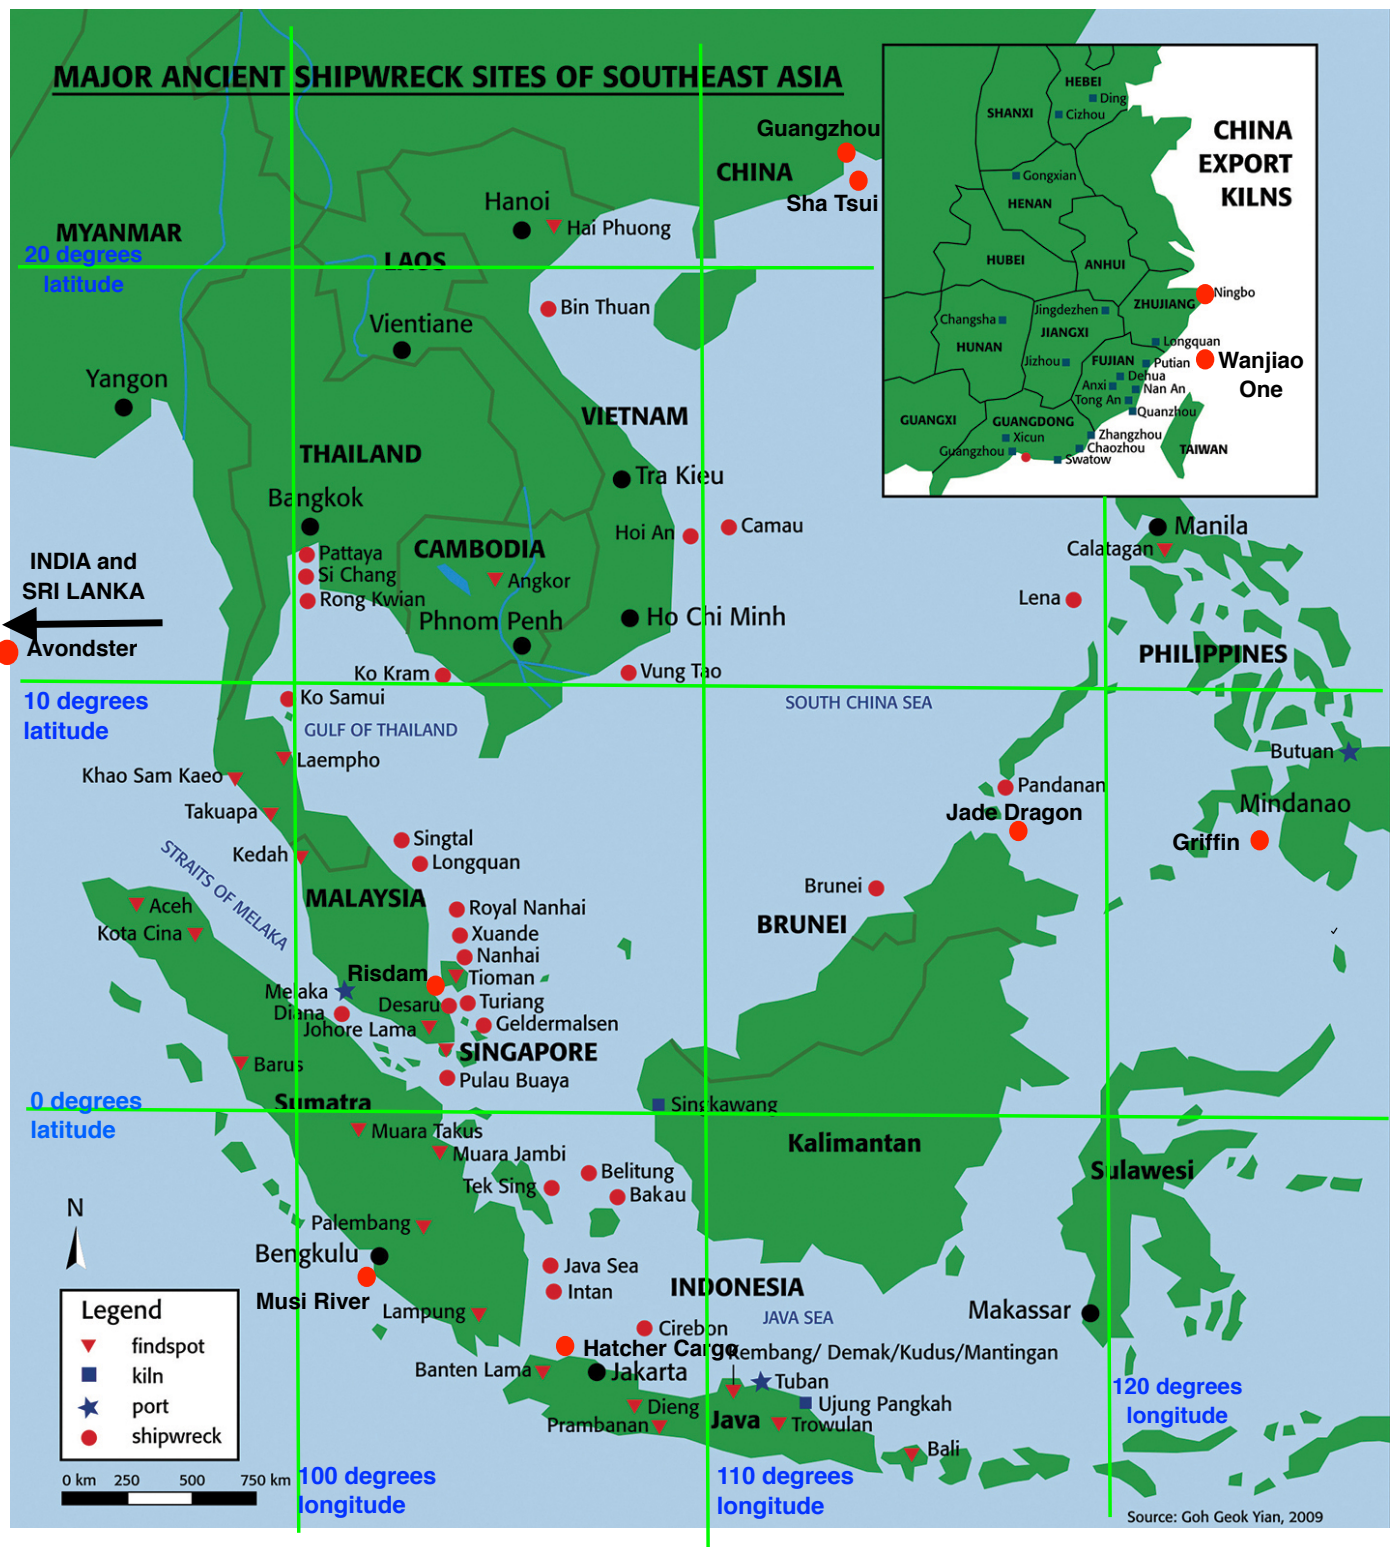 MAJOR ANCIENT SHIPWRECK SITES OF SOUTHEAST ASIA
Guangzhou
CHINA
Sha Tsui
Hanoi
Hai Phuong
MYANMAR
20 degrees
latitude
LAOS
Bin Thuan
Vientiane
Yangon
VIETNAM
THAILAND
Tra Kieu
Bangkok
Hoi An
Camau
Pattaya
Si Chang
Rong Kwian
CAMBODIA
Angkor
Phnom Penh
Ho Chi Minh
INDIA and
SRI LANKA
Avondster
Ko Kram
Vung Tao
10 degrees
latitude
Ko Samui
GULF OF THAILAND
SOUTH CHINA SEA
Laempho
Khao Sam Kaeo
Takuapa
Kedah
STRAITS OF MELAKA
Singtal
Longquan
MALAYSIA
Aceh
Kota Cina
Royal Nanhai
Xuande
Nanhai
Tioman
Risdam
Melaka
Diana
Desaru
Turiang
Johore Lama
Geldermalsen
SINGAPORE
Pulau Buaya
Barus
Sumatra
0 degrees
latitude
CHINA
EXPORT
KILNS
HEBEI
Ding
Cizhou
SHANXI
Gongxian
HENAN
HUBEI
ANHUI
Ningbo
ZHUJIANG
Jingdezhen
Changsha
JIANGXI
HUNAN
Longquan
Jizhou
FUJIAN
Putian
Wanjiao
One
Dehua
Anxi
Nan An
Tong An
Quanzhou
GUANGXI
GUANGDONG
Xicun
Zhangzhou
Guangzhou
Chaozhou
Swatow
TAIWAN
Manila
Calatagan
Lena
PHILIPPINES
Butuan
Pandanan
Jade Dragon
Mindanao
Griffin
Brunei
BRUNEI
Singkawang
Kalimantan
Sulawesi
Muara Takus
Muara Jambi
Belitung
Tek Sing
Bakau
Palembang
Bengkulu
Musi River
Java Sea
Intan
INDONESIA
JAVA SEA
Makassar
Lampung
Cirebon
Hatcher Cargo
Rembang/ Demak/Kudus/Mantingan
Banten Lama
Jakarta
Tuban
Ujung Pangkah
Dieng
Java
Trowulan
Prambanan
Bali
120 degrees
longitude
100 degrees
longitude
110 degrees
longitude
N
Legend
findspot
kiln
port
shipwreck
0 km 250 500 750 km
Source: Goh Geok Yian, 2009